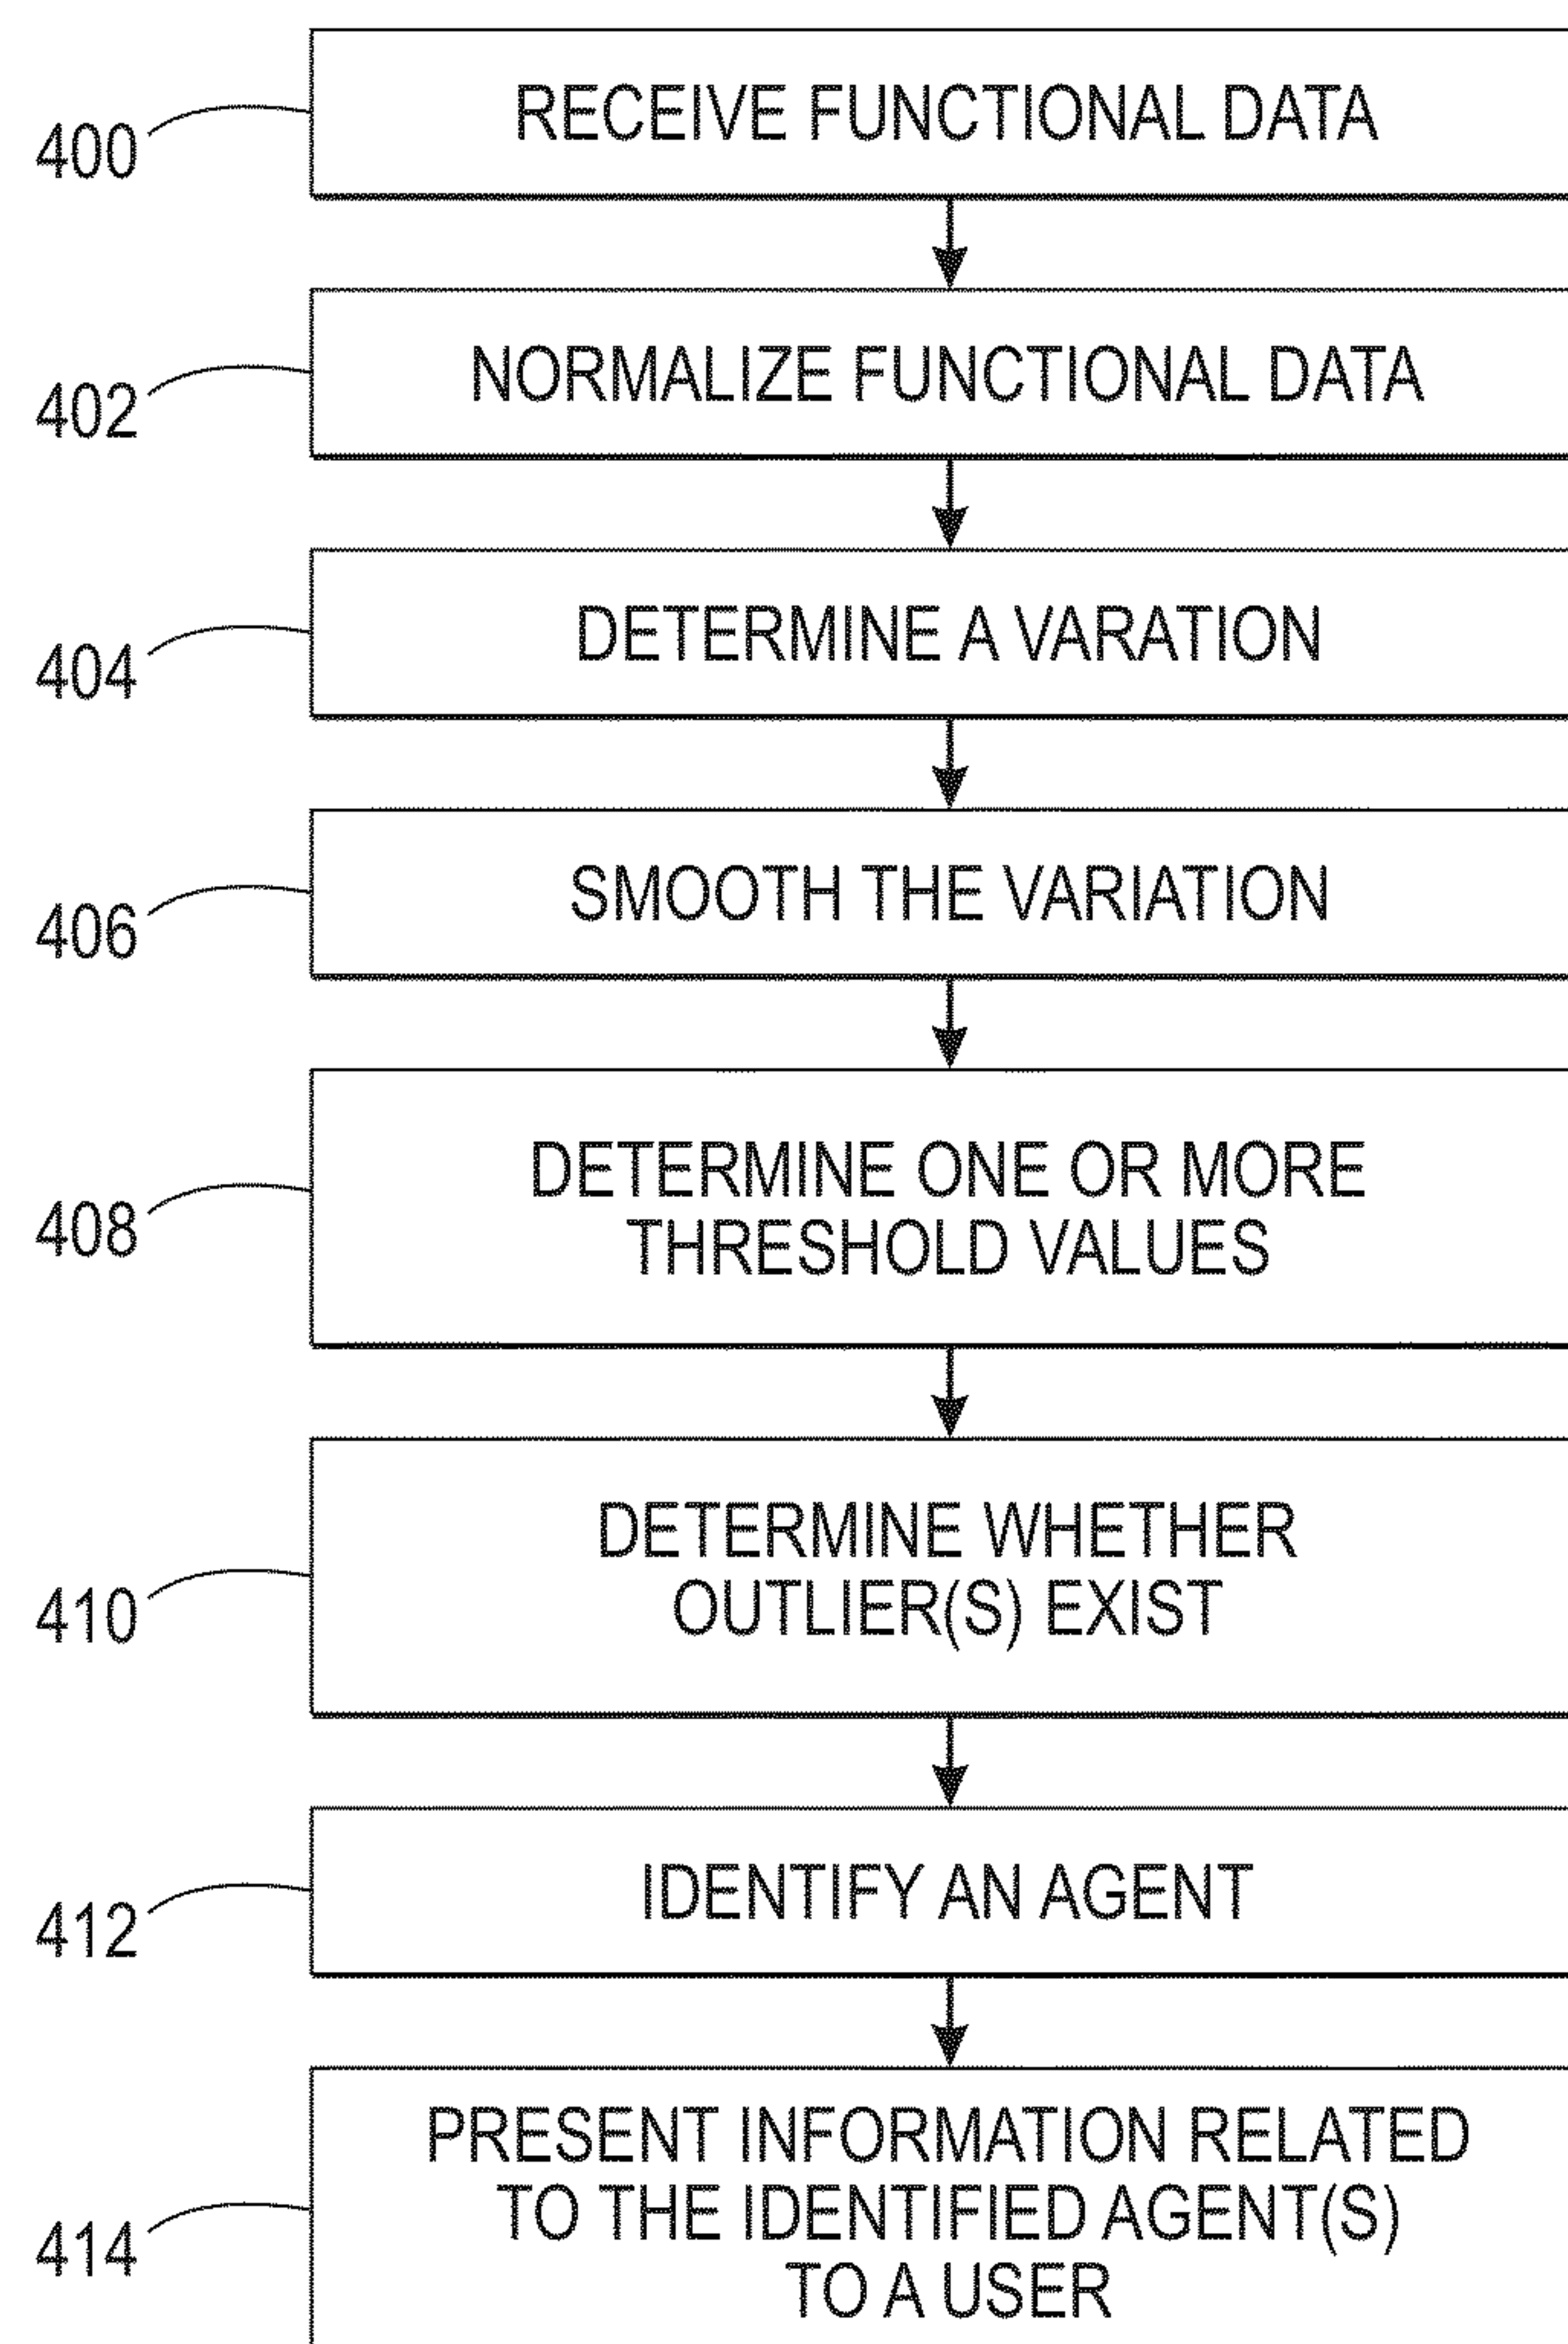 400
RECEIVE FUNCTIONAL DATA
402
NORMALIZE FUNCTIONAL DATA
404
DETERMINE A VARATION
406
SMOOTH THE VARIATION
408
DETERMINE ONE OR MORE
THRESHOLD VALUES
410
DETERMINE WHETHER
OUTLIER(S) EXIST
412
IDENTIFY AN AGENT
414
PRESENT INFORMATION RELATED
TO THE IDENTIFIED AGENT(S)
TO A USER